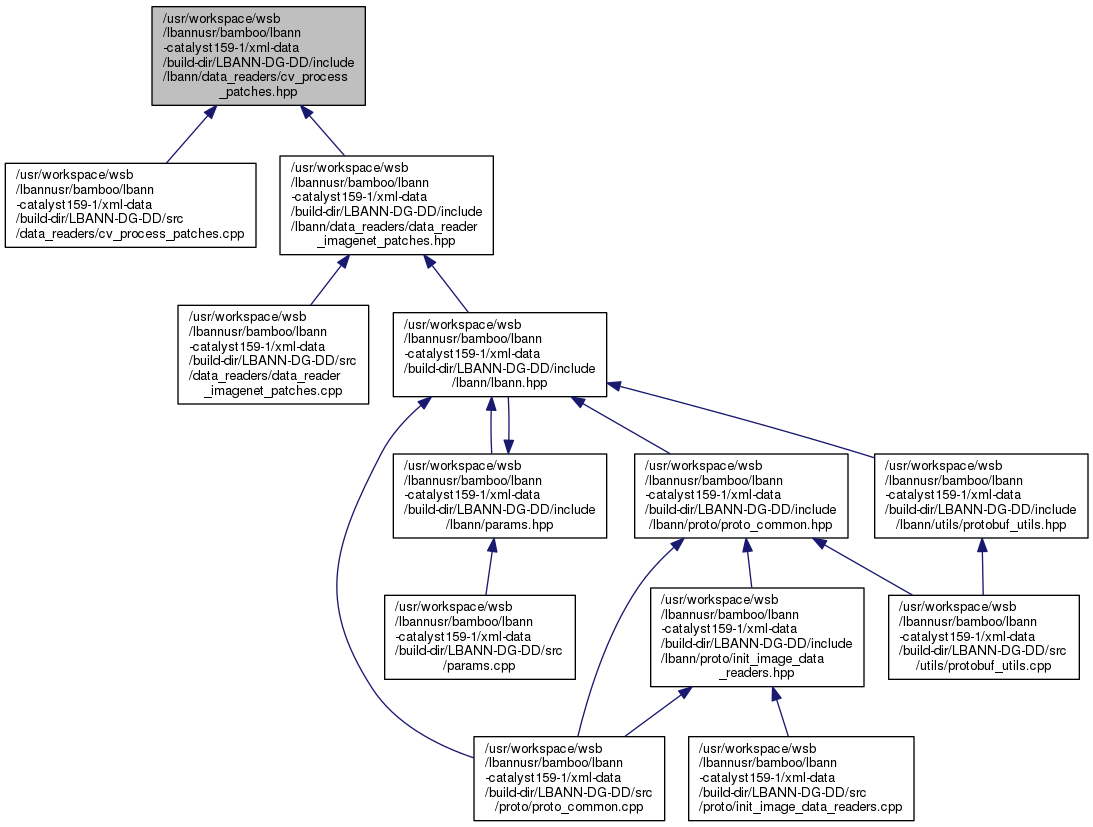 /usr/workspace/wsb
/lbannusr/bamboo/lbann
-catalyst159-1/xml-data
/build-dir/LBANN-DG-DD/include
/lbann/data_readers/cv_process
_patches.hpp
/usr/workspace/wsb
/lbannusr/bamboo/lbann
-catalyst159-1/xml-data
/build-dir/LBANN-DG-DD/src
/data_readers/cv_process_patches.cpp
/usr/workspace/wsb
/lbannusr/bamboo/lbann
-catalyst159-1/xml-data
/build-dir/LBANN-DG-DD/include
/lbann/data_readers/data_reader
_imagenet_patches.hpp
/usr/workspace/wsb
/lbannusr/bamboo/lbann
-catalyst159-1/xml-data
/build-dir/LBANN-DG-DD/src
/data_readers/data_reader
_imagenet_patches.cpp
/usr/workspace/wsb
/lbannusr/bamboo/lbann
-catalyst159-1/xml-data
/build-dir/LBANN-DG-DD/include
/lbann/lbann.hpp
/usr/workspace/wsb
/lbannusr/bamboo/lbann
-catalyst159-1/xml-data
/build-dir/LBANN-DG-DD/include
/lbann/params.hpp
/usr/workspace/wsb
/lbannusr/bamboo/lbann
-catalyst159-1/xml-data
/build-dir/LBANN-DG-DD/include
/lbann/proto/proto_common.hpp
/usr/workspace/wsb
/lbannusr/bamboo/lbann
-catalyst159-1/xml-data
/build-dir/LBANN-DG-DD/include
/lbann/utils/protobuf_utils.hpp
/usr/workspace/wsb
/lbannusr/bamboo/lbann
-catalyst159-1/xml-data
/build-dir/LBANN-DG-DD/src
/params.cpp
/usr/workspace/wsb
/lbannusr/bamboo/lbann
-catalyst159-1/xml-data
/build-dir/LBANN-DG-DD/include
/lbann/proto/init_image_data
_readers.hpp
/usr/workspace/wsb
/lbannusr/bamboo/lbann
-catalyst159-1/xml-data
/build-dir/LBANN-DG-DD/src
/utils/protobuf_utils.cpp
/usr/workspace/wsb
/lbannusr/bamboo/lbann
-catalyst159-1/xml-data
/build-dir/LBANN-DG-DD/src
/proto/proto_common.cpp
/usr/workspace/wsb
/lbannusr/bamboo/lbann
-catalyst159-1/xml-data
/build-dir/LBANN-DG-DD/src
/proto/init_image_data_readers.cpp